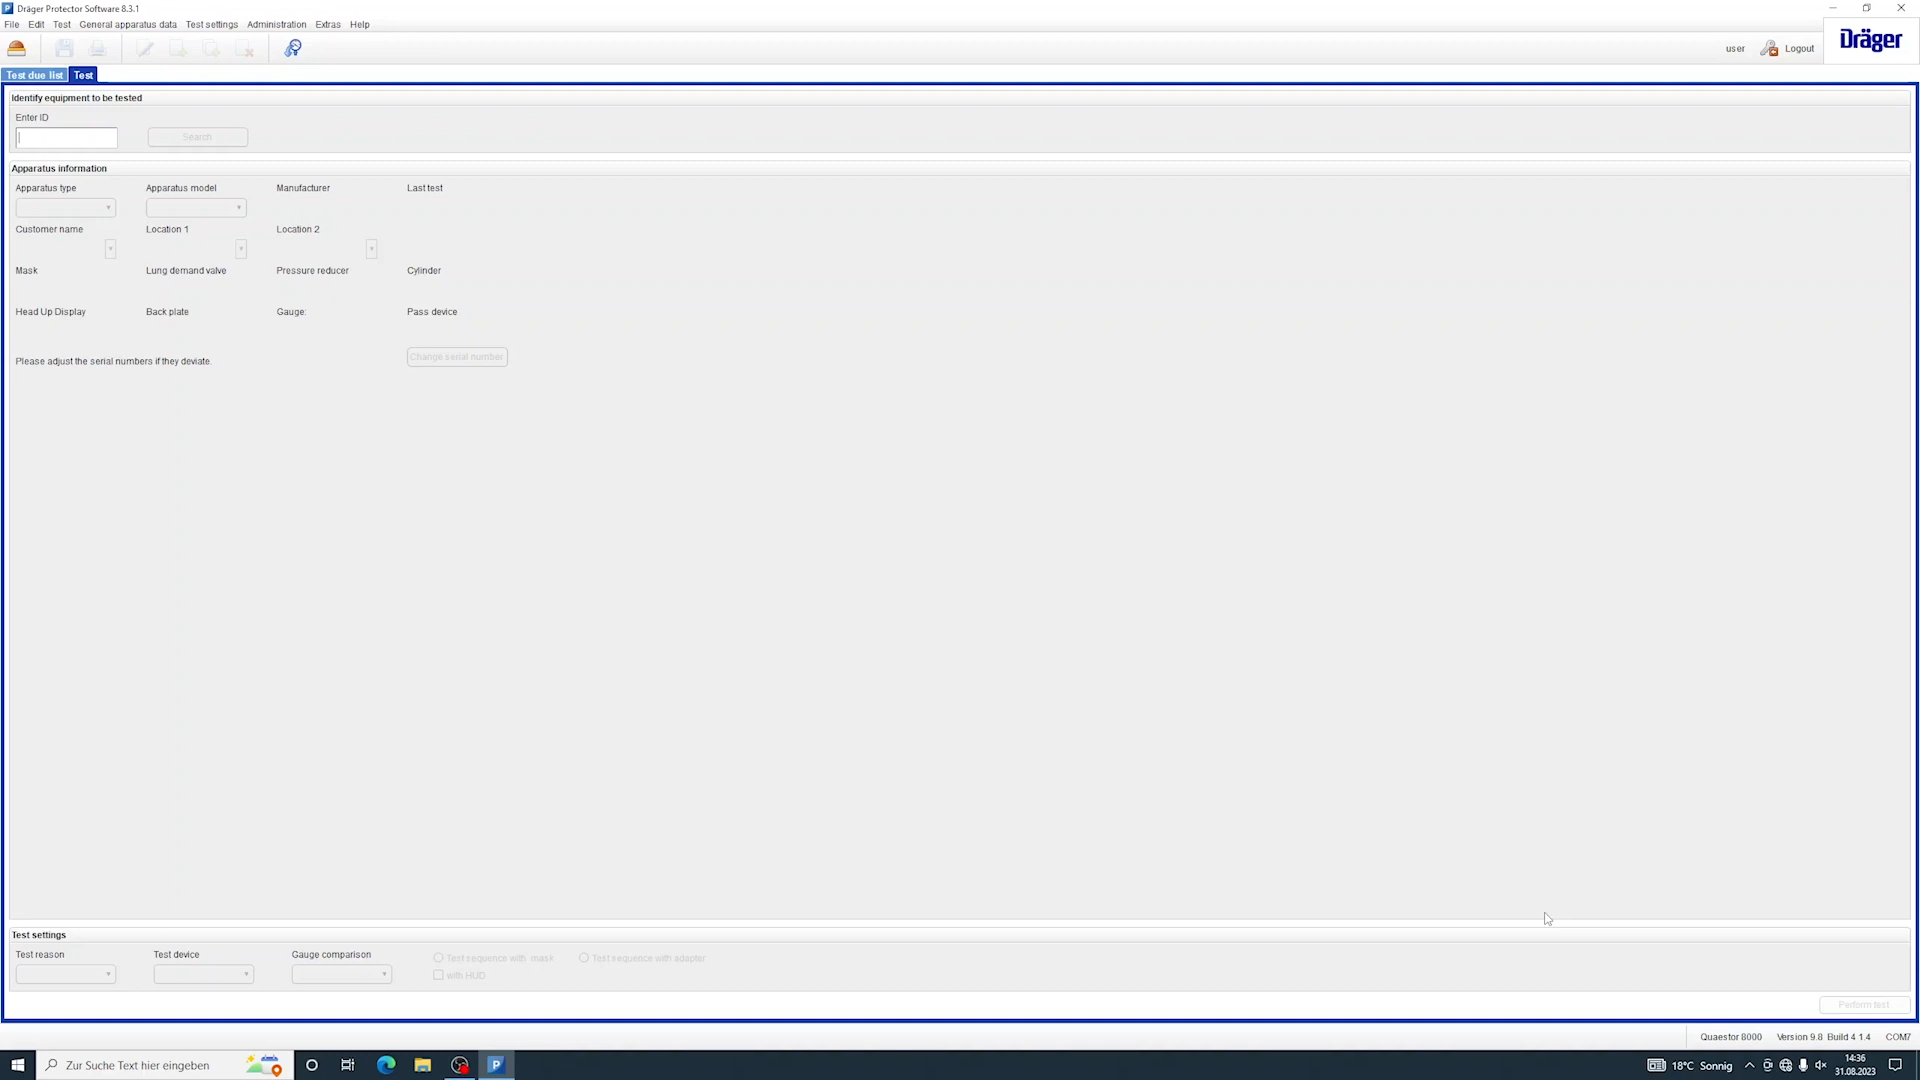 Dräger Protector Software 8.3.1
File Edit Test General apparatus data Test settings Administration Extras Help
user Logout Dräger
Test due list Test
Identify equipment to be tested
Enter ID
Search
Apparatus information
Apparatus type Apparatus model Manufacturer Last test
Customer name Location 1 Location 2
Mask Lung demand valve Pressure reducer Cylinder
Head Up Display Back plate Gauge: Pass device
Please adjust the serial numbers if they deviate. Change serial number
Test settings
Test reason Test device Gauge comparison Test sequence with mask Test sequence with adapter
with HUD
Perform test
Quaestor 8000 Version 9.8 Build 4.1.4 COM7
Zur Suche Text hier eingeben 18°C Sonnig 14:36
31.08.2023